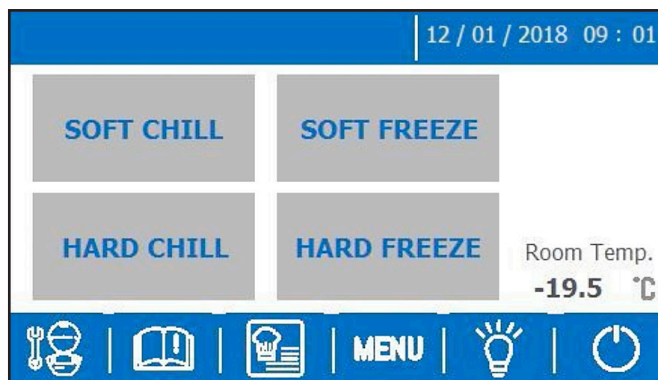 12 / 01 / 2018 09 : 01
SOFT CHILL SOFT FREEZE
HARD CHILL HARD FREEZE
Room Temp.
-19.5 °C
MENU